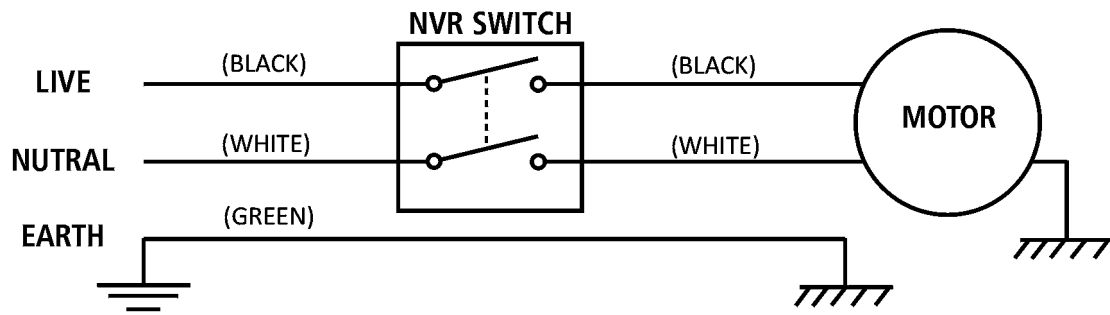 NVR SWITCH
LIVE (BLACK) (BLACK)
MOTOR
NUTRAL (WHITE) (WHITE)
EARTH (GREEN)